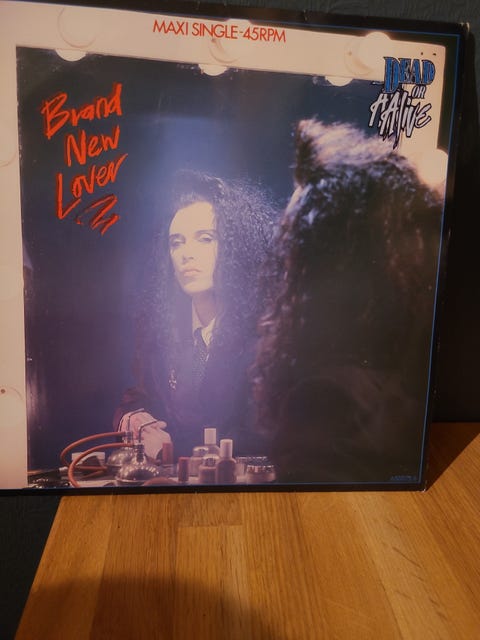 MAXI SINGLE-45RPM
DEAD
OR
ALIVE
Brand
New
Lover